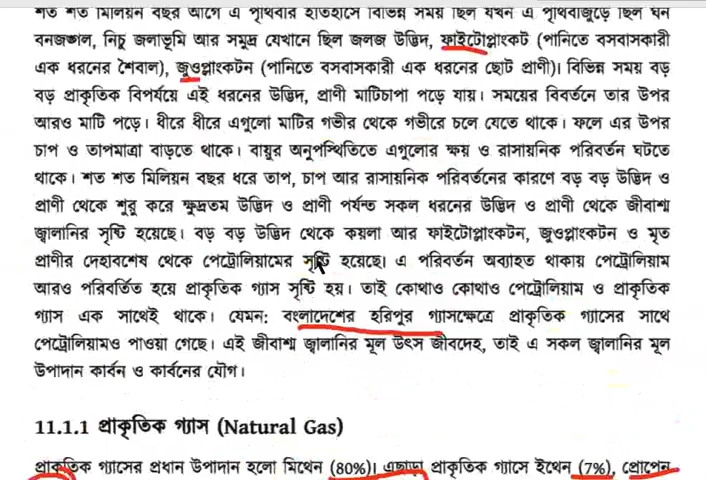 শত শত মিলিয়ন বছর আগে এ পৃথিবীর ইতিহাসে বিভিন্ন সময় ছিল যখন এ পৃথিবীজুড়ে ছিল ঘন
বনজঙ্গল, নিচু জলাভূমি আর সমুদ্র যেখানে ছিল জলজ উদ্ভিদ, ফাইটোপ্লাংকট (পানিতে বসবাসকারী
এক ধরনের শৈবাল), জুওপ্লাংকটন (পানিতে বসবাসকারী এক ধরনের ছোট প্রাণী)। বিভিন্ন সময় বড়
বড় প্রাকৃতিক বিপর্যয়ে এই ধরনের উদ্ভিদ, প্রাণী মাটিচাপা পড়ে যায়। সময়ের বিবর্তনে তার উপর
আরও মাটি পড়ে। ধীরে ধীরে এগুলো মাটির গভীর থেকে গভীরে চলে যেতে থাকে। ফলে এর উপর
চাপ ও তাপমাত্রা বাড়তে থাকে। বায়ুর অনুপস্থিতিতে এগুলোর ক্ষয় ও রাসায়নিক পরিবর্তন ঘটতে
থাকে। শত শত মিলিয়ন বছর ধরে তাপ, চাপ আর রাসায়নিক পরিবর্তনের কারণে বড় বড় উদ্ভিদ ও
প্রাণী থেকে শুরু করে ক্ষুদ্রতম উদ্ভিদ ও প্রাণী পর্যন্ত সকল ধরনের উদ্ভিদ ও প্রাণী থেকে জীবাশ্ম
জ্বালানির সৃষ্টি হয়েছে। বড় বড় উদ্ভিদ থেকে কয়লা আর ফাইটোপ্লাংকটন, জুওপ্লাংকটন ও মৃত
প্রাণীর দেহাবশেষ থেকে পেট্রোলিয়ামের সৃষ্টি হয়েছে। এ পরিবর্তন অব্যাহত থাকায় পেট্রোলিয়াম
আরও পরিবর্তিত হয়ে প্রাকৃতিক গ্যাস সৃষ্টি হয়। তাই কোথাও কোথাও পেট্রোলিয়াম ও প্রাকৃতিক
গ্যাস এক সাথেই থাকে। যেমন: বাংলাদেশের হরিপুর গ্যাসক্ষেত্রে প্রাকৃতিক গ্যাসের সাথে
পেট্রোলিয়ামও পাওয়া গেছে। এই জীবাশ্ম জ্বালানির মূল উৎস জীবদেহ, তাই এ সকল জ্বালানির মূল
উপাদান কার্বন ও কার্বনের যৌগ।
11.1.1 প্রাকৃতিক গ্যাস (Natural Gas)
প্রাকৃতিক গ্যাসের প্রধান উপাদান হলো মিথেন (80%)। এছাড়া প্রাকৃতিক গ্যাসে ইথেন (7%), প্রোপেন